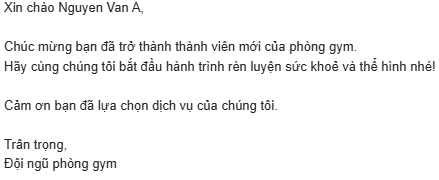 Xin chào Nguyen Van A,
Chúc mừng bạn đã trở thành thành viên mới của phòng gym.
Hãy cùng chúng tôi bắt đầu hành trình rèn luyện sức khoẻ và thể hình nhé!
Cảm ơn bạn đã lựa chọn dịch vụ của chúng tôi.
Trân trọng,
Đội ngũ phòng gym